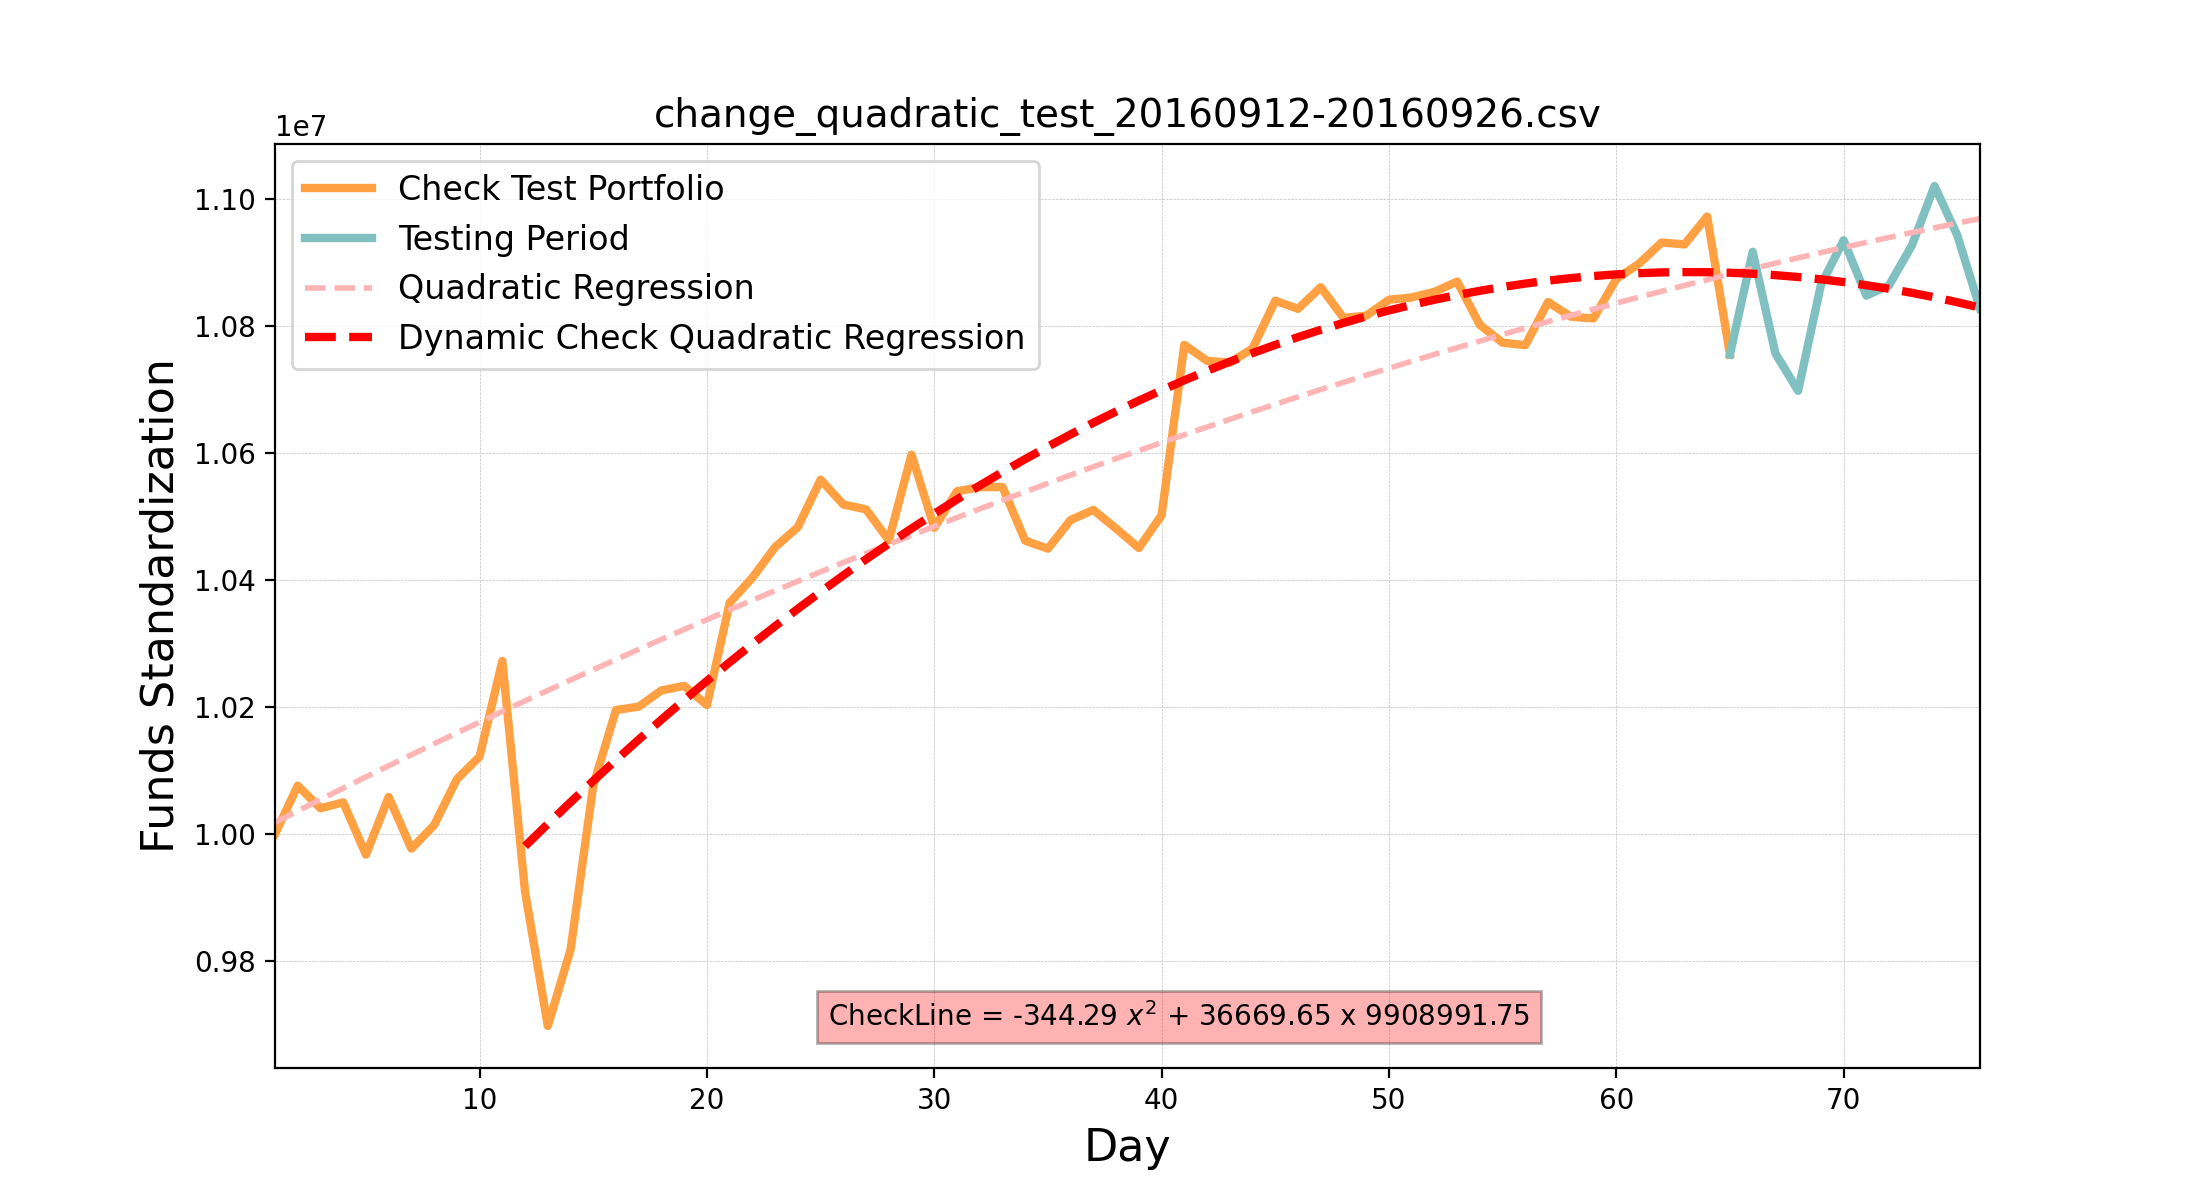 change_quadratic_test_20160912-20160926.csv
1e7
Check Test Portfolio
Testing Period
Quadratic Regression
Dynamic Check Quadratic Regression
1.10
1.08
1.06
1.04
1.02
1.00
0.98
Funds Standardization
CheckLine = -344.29 x² + 36669.65 x 9908991.75
10 20 30 40 50 60 70
Day